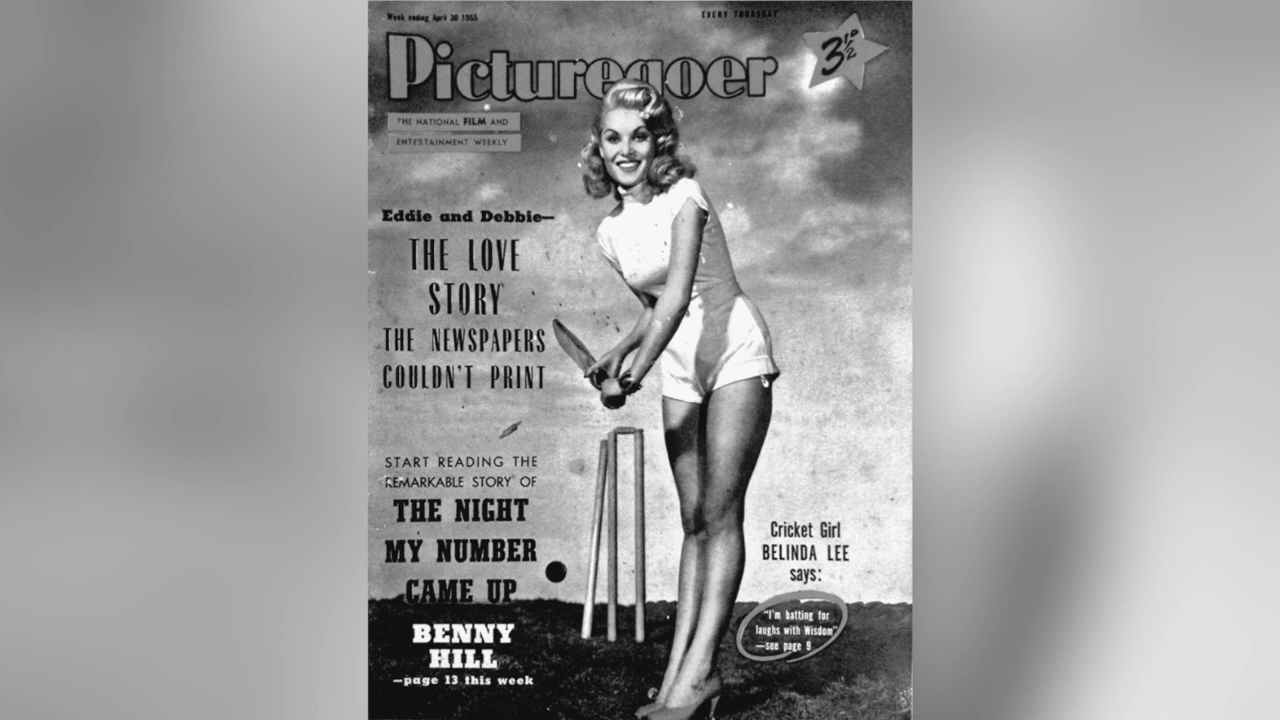 Week ending April 30 1955
EVERY THURSDAY
Picturegoer
3½D
THE NATIONAL FILM AND
ENTERTAINMENT WEEKLY
Eddie and Debbie—
THE LOVE
STORY
THE NEWSPAPERS
COULDN'T PRINT
START READING THE
REMARKABLE STORY OF
THE NIGHT
MY NUMBER
CAME UP
BENNY
HILL
—page 13 this week
Cricket Girl
BELINDA LEE
says:
"I'm batting for
laughs with Wisdom"
—see page 9